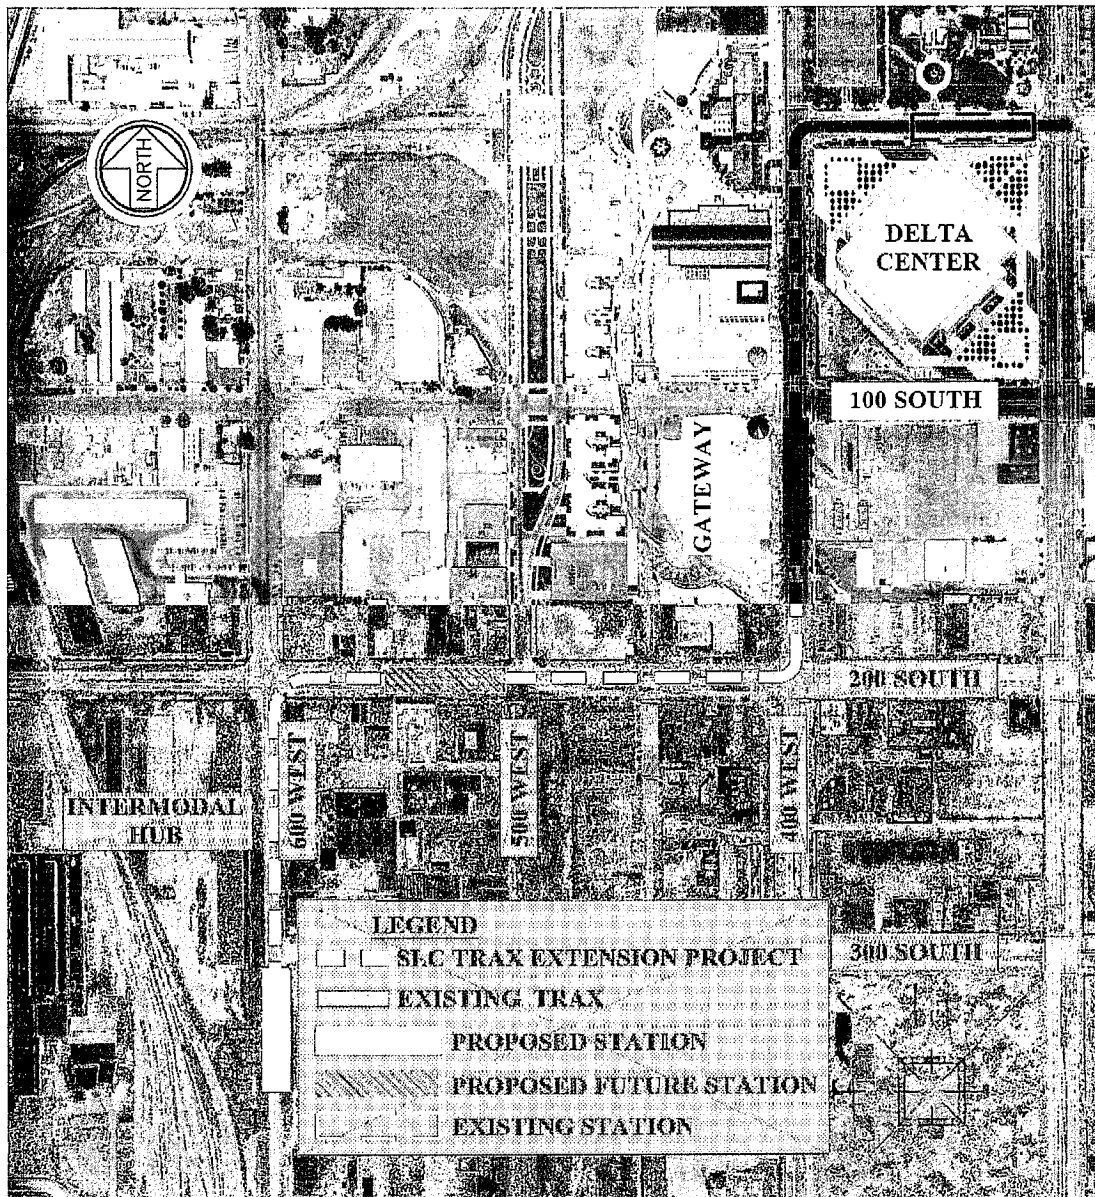 NORTH
DELTA
CENTER
100 SOUTH
GATEWAY
200 SOUTH
600 WEST
500 WEST
400 WEST
INTERMODAL
HUB
300 SOUTH
LEGEND
SLC TRAX EXTENSION PROJECT
EXISTING TRAX
PROPOSED STATION
PROPOSED FUTURE STATION
EXISTING STATION